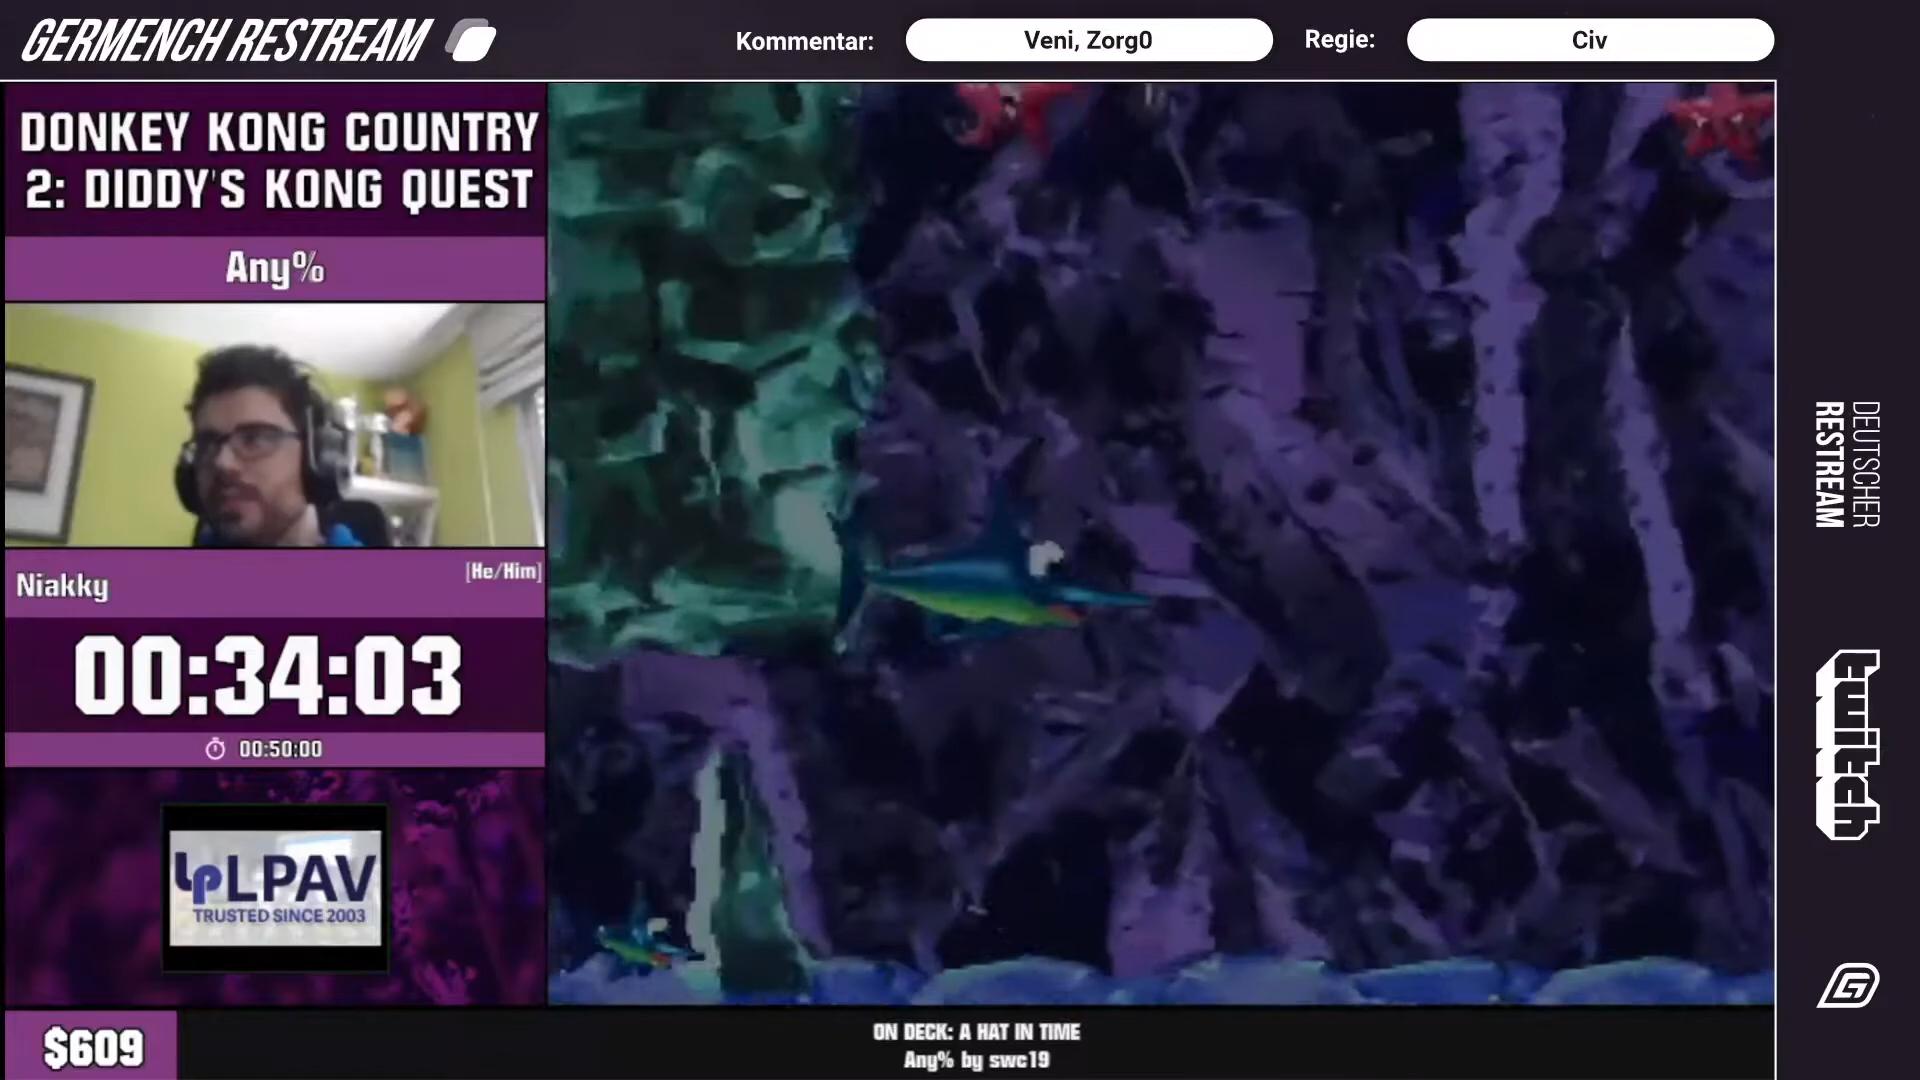 GERMENCH RESTREAM
Kommentar:
Veni, Zorg0
Regie:
Civ
DONKEY KONG COUNTRY
2: DIDDY'S KONG QUEST
Any%
Niakky
[He/Him]
00:34:03
00:50:00
LP LPAV
TRUSTED SINCE 2003
$609
ON DECK: A HAT IN TIME
Any% by swc19
DEUTSCHER
RESTREAM
twitch
G